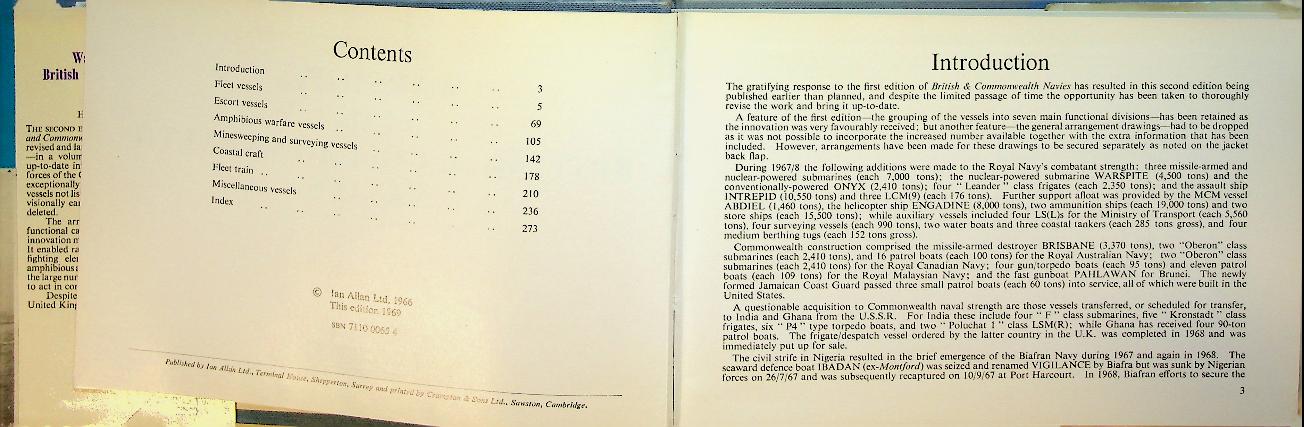 W
British
H
THE SECOND E
and Commonw
revised and la
—in a volum
up-to-date in
forces of the C
exceptionally
vessels not lis
visionally ear
deleted.
The arr
functional ca
innovation m
It enabled ra
fighting elei
amphibious a
the large nur
to act in cor
Despite
United King
Contents
Introduction .. .. .. .. .. .. 3
Fleet vessels .. .. .. .. .. .. 5
Escort vessels .. .. .. .. .. .. 69
Amphibious warfare vessels .. .. .. .. .. 105
Minesweeping and surveying vessels .. .. .. .. 142
Coastal craft .. .. .. .. .. .. 178
Fleet train .. .. .. .. .. .. 210
Miscellaneous vessels .. .. .. .. .. 236
Index .. .. .. .. .. .. 273
© Ian Allan Ltd, 1966
This edition 1969
SBN 7110 0065 4
Published by Ian Allan Ltd., Terminal House, Shepperton, Surrey and printed by Crampton & Sons Ltd., Sawston, Cambridge.
Introduction
The gratifying response to the first edition of British & Commonwealth Navies has resulted in this second edition being
published earlier than planned, and despite the limited passage of time the opportunity has been taken to thoroughly
revise the work and bring it up-to-date.
A feature of the first edition—the grouping of the vessels into seven main functional divisions—has been retained as
the innovation was very favourably received; but another feature—the general arrangement drawings—had to be dropped
as it was not possible to incorporate the increased number available together with the extra information that has been
included. However, arrangements have been made for these drawings to be secured separately as noted on the jacket
back flap.
During 1967/8 the following additions were made to the Royal Navy's combatant strength: three missile-armed and
nuclear-powered submarines (each 7,000 tons); the nuclear-powered submarine WARSPITE (4,500 tons) and the
conventionally-powered ONYX (2,410 tons); four " Leander " class frigates (each 2,350 tons); and the assault ship
INTREPID (10,550 tons) and three LCM(9) (each 176 tons). Further support afloat was provided by the MCM vessel
ABDIEL (1,460 tons), the helicopter ship ENGADINE (8,000 tons), two ammunition ships (each 19,000 tons) and two
store ships (each 15,500 tons); while auxiliary vessels included four LS(L)s for the Ministry of Transport (each 5,560
tons), four surveying vessels (each 990 tons), two water boats and three coastal tankers (each 285 tons gross), and four
medium berthing tugs (each 152 tons gross).
Commonwealth construction comprised the missile-armed destroyer BRISBANE (3,370 tons), two "Oberon" class
submarines (each 2,410 tons), and 16 patrol boats (each 100 tons) for the Royal Australian Navy; two "Oberon" class
submarines (each 2,410 tons) for the Royal Canadian Navy; four gun/torpedo boats (each 95 tons) and eleven patrol
boats (each 109 tons) for the Royal Malaysian Navy; and the fast gunboat PAHLAWAN for Brunei. The newly
formed Jamaican Coast Guard passed three small patrol boats (each 60 tons) into service, all of which were built in the
United States.
A questionable acquisition to Commonwealth naval strength are those vessels transferred, or scheduled for transfer,
to India and Ghana from the U.S.S.R. For India these include four " F " class submarines, five " Kronstadt " class
frigates, six " P4 " type torpedo boats, and two " Poluchat 1 " class LSM(R); while Ghana has received four 90-ton
patrol boats. The frigate/despatch vessel ordered by the latter country in the U.K. was completed in 1968 and was
immediately put up for sale.
The civil strife in Nigeria resulted in the brief emergence of the Biafran Navy during 1967 and again in 1968. The
seaward defence boat IBADAN (ex-Montford) was seized and renamed VIGILANCE by Biafra but was sunk by Nigerian
forces on 26/7/67 and was subsequently recaptured on 10/9/67 at Port Harcourt. In 1968, Biafran efforts to secure the
3